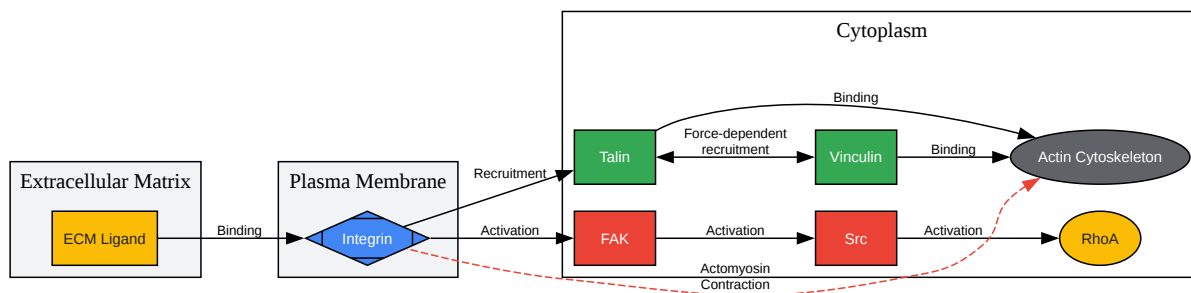 Cytoplasm
Binding
Talin
Force-dependent
recruitment
Vinculin
Binding
Actin Cytoskeleton
Extracellular Matrix
Plasma Membrane
Recruitment
ECM Ligand
Binding
Integrin
Activation
FAK
Activation
Src
Activation
RhoA
Actomyosin
Contraction